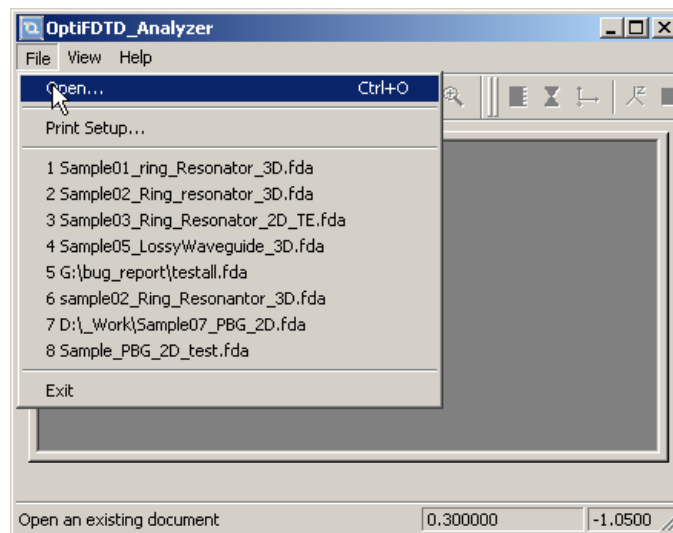 OptiFDTD_Analyzer
File View Help
Open... Ctrl+O
Print Setup...
1 Sample01_ring_Resonator_3D.fda
2 Sample02_Ring_resonator_3D.fda
3 Sample03_Ring_Resonator_2D_TE.fda
4 Sample05_LossyWaveguide_3D.fda
5 G:\bug_report\testall.fda
6 sample02_Ring_Resonantor_3D.fda
7 D:\_Work\Sample07_PBG_2D.fda
8 Sample_PBG_2D_test.fda
Exit
Open an existing document 0.300000 -1.0500